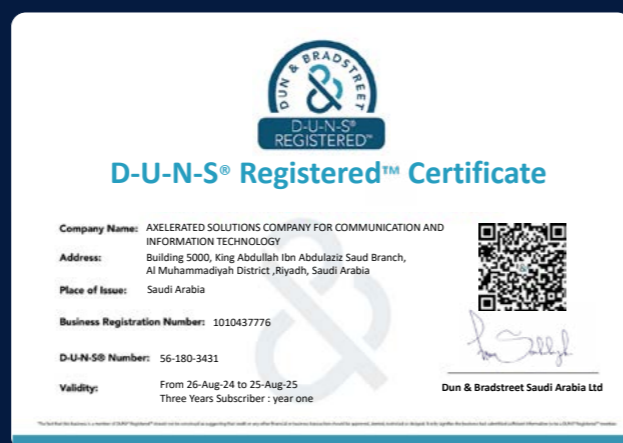 DUN & BRADSTREET
D-U-N-S®
REGISTERED™
D-U-N-S® Registered™ Certificate
Company Name: AXELERATED SOLUTIONS COMPANY FOR COMMUNICATION AND
INFORMATION TECHNOLOGY
Address: Building 5000, King Abdullah Ibn Abdulaziz Saud Branch,
Al Muhammadiyah District ,Riyadh, Saudi Arabia
Place of Issue: Saudi Arabia
Business Registration Number: 1010437776
D-U-N-S® Number: 56-180-3431
Validity: From 26-Aug-24 to 25-Aug-25
Three Years Subscriber : year one
Dun & Bradstreet Saudi Arabia Ltd